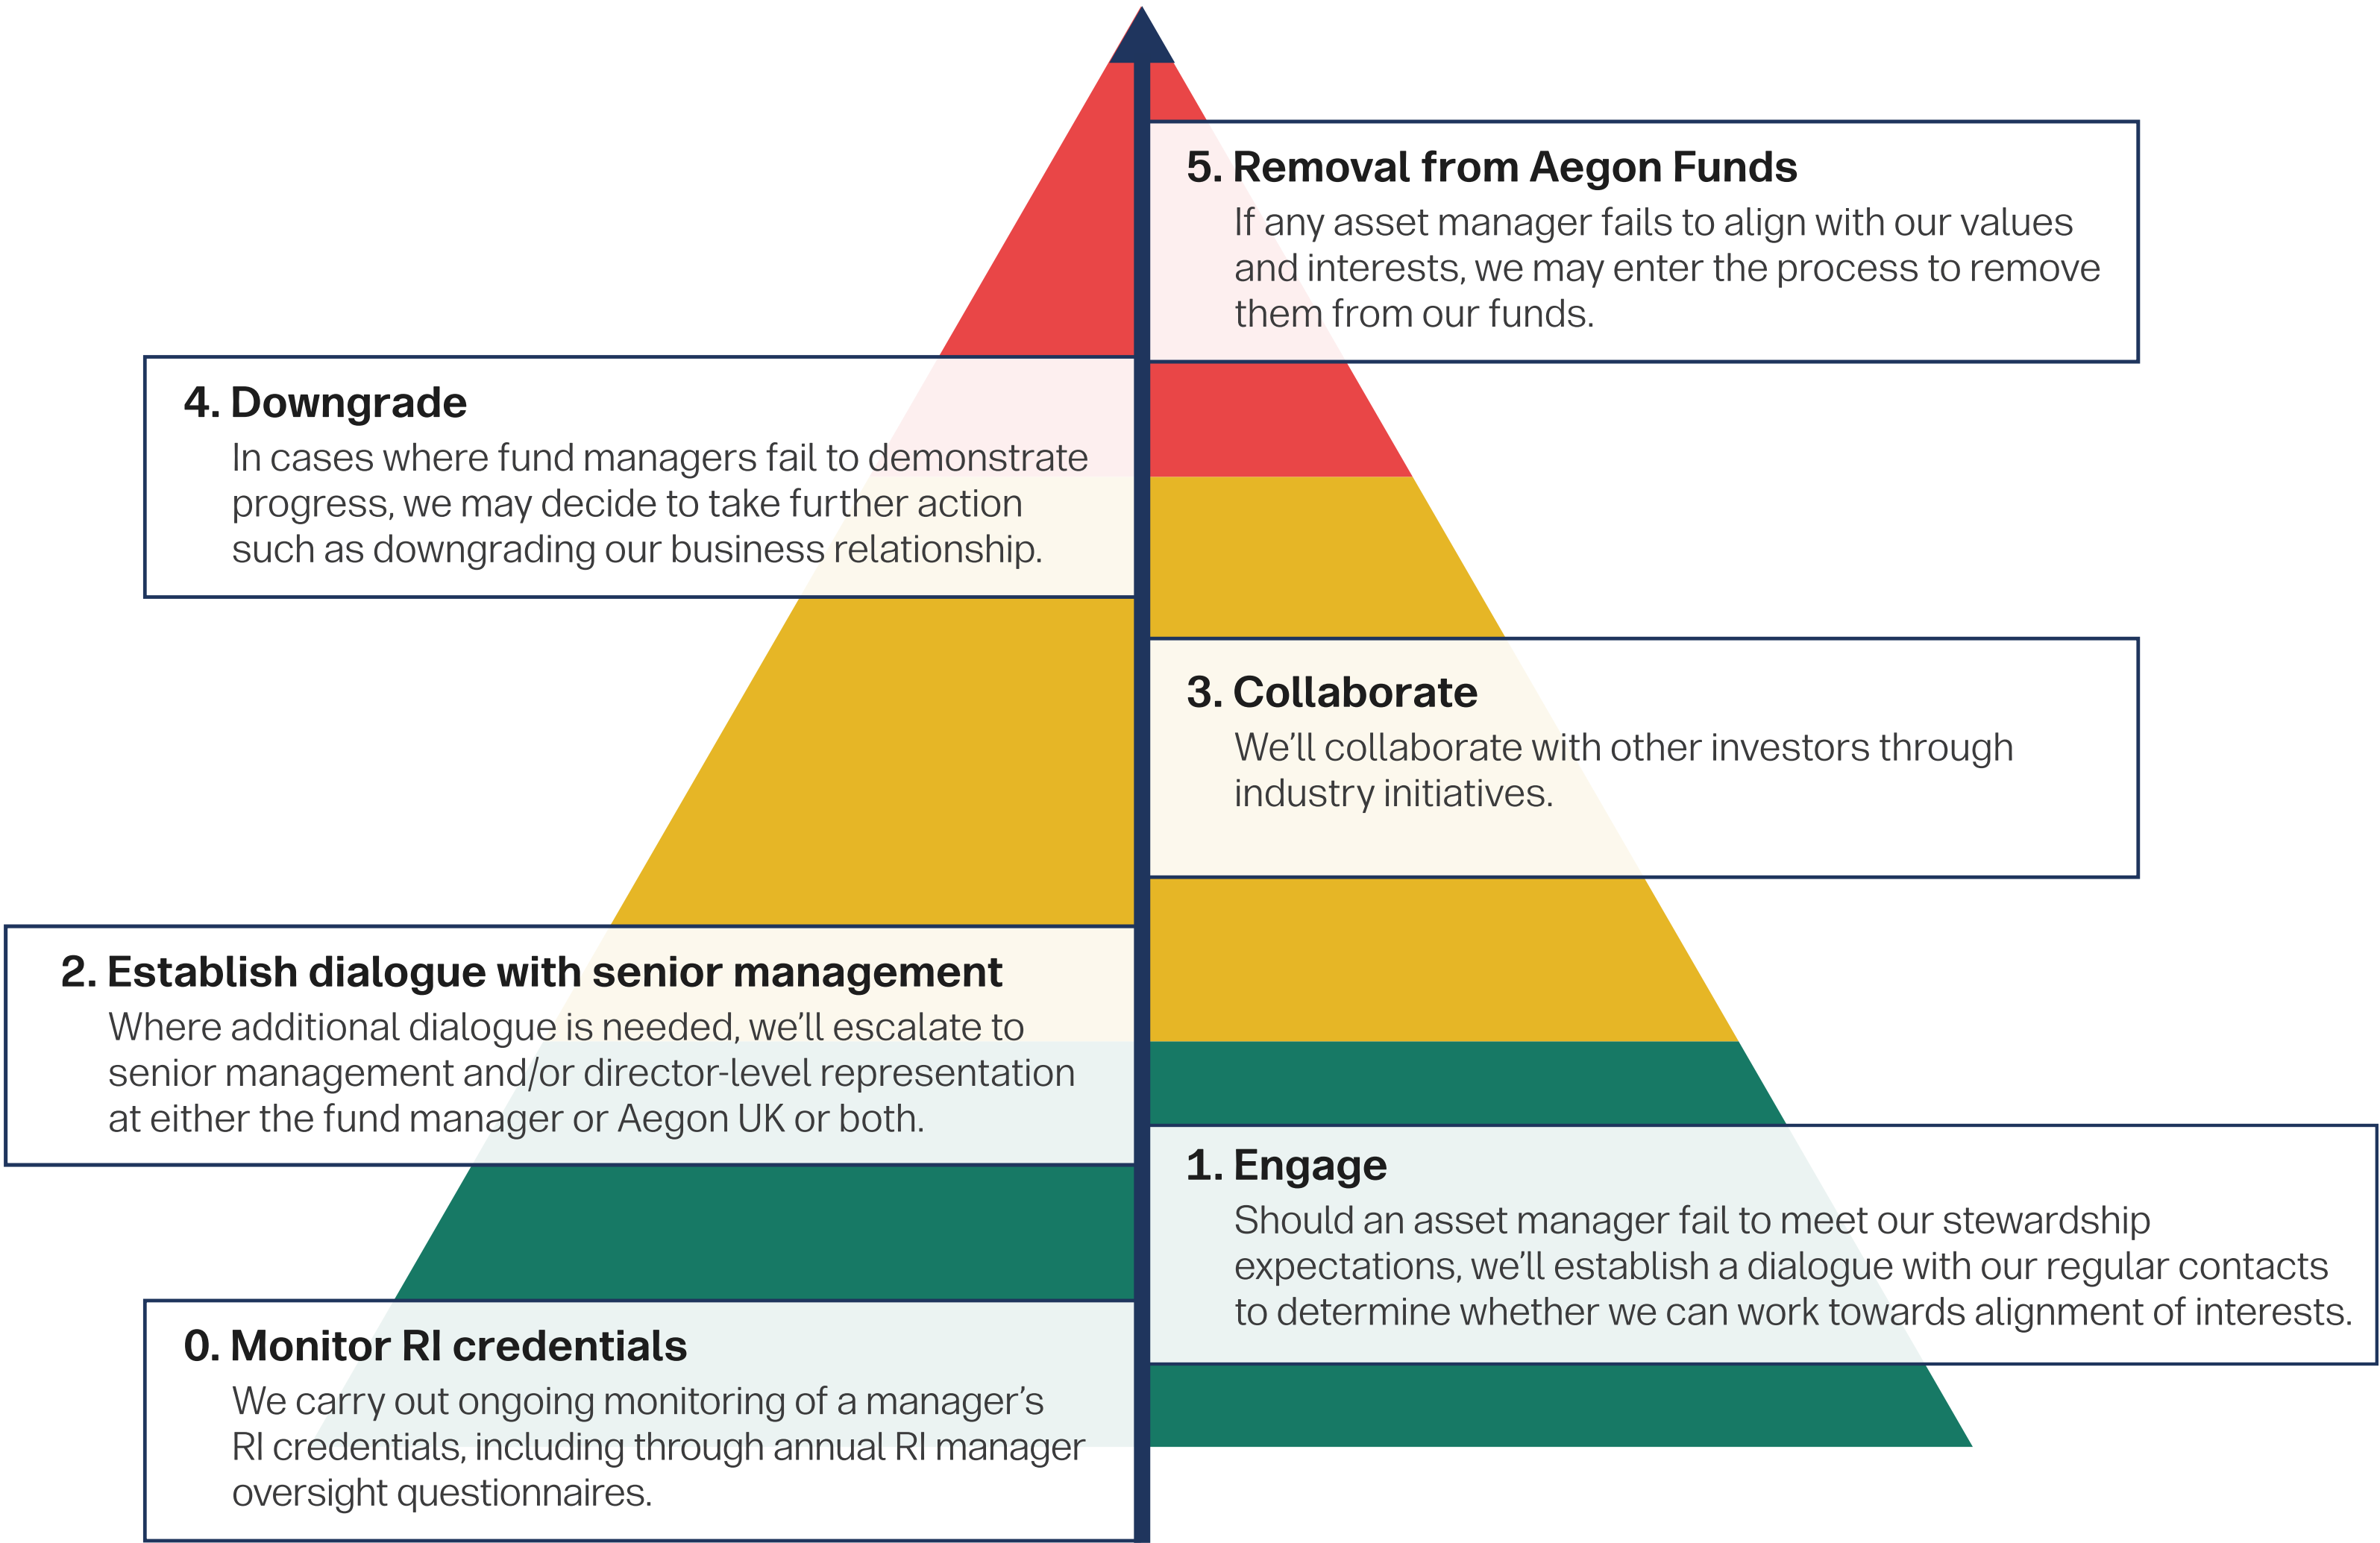 5. Removal from Aegon Funds
If any asset manager fails to align with our values
and interests, we may enter the process to remove
them from our funds.
4. Downgrade
In cases where fund managers fail to demonstrate
progress, we may decide to take further action
such as downgrading our business relationship.
3. Collaborate
We’ll collaborate with other investors through
industry initiatives.
2. Establish dialogue with senior management
Where additional dialogue is needed, we’ll escalate to
senior management and/or director-level representation
at either the fund manager or Aegon UK or both.
1. Engage
Should an asset manager fail to meet our stewardship
expectations, we’ll establish a dialogue with our regular contacts
to determine whether we can work towards alignment of interests.
0. Monitor RI credentials
We carry out ongoing monitoring of a manager’s
RI credentials, including through annual RI manager
oversight questionnaires.